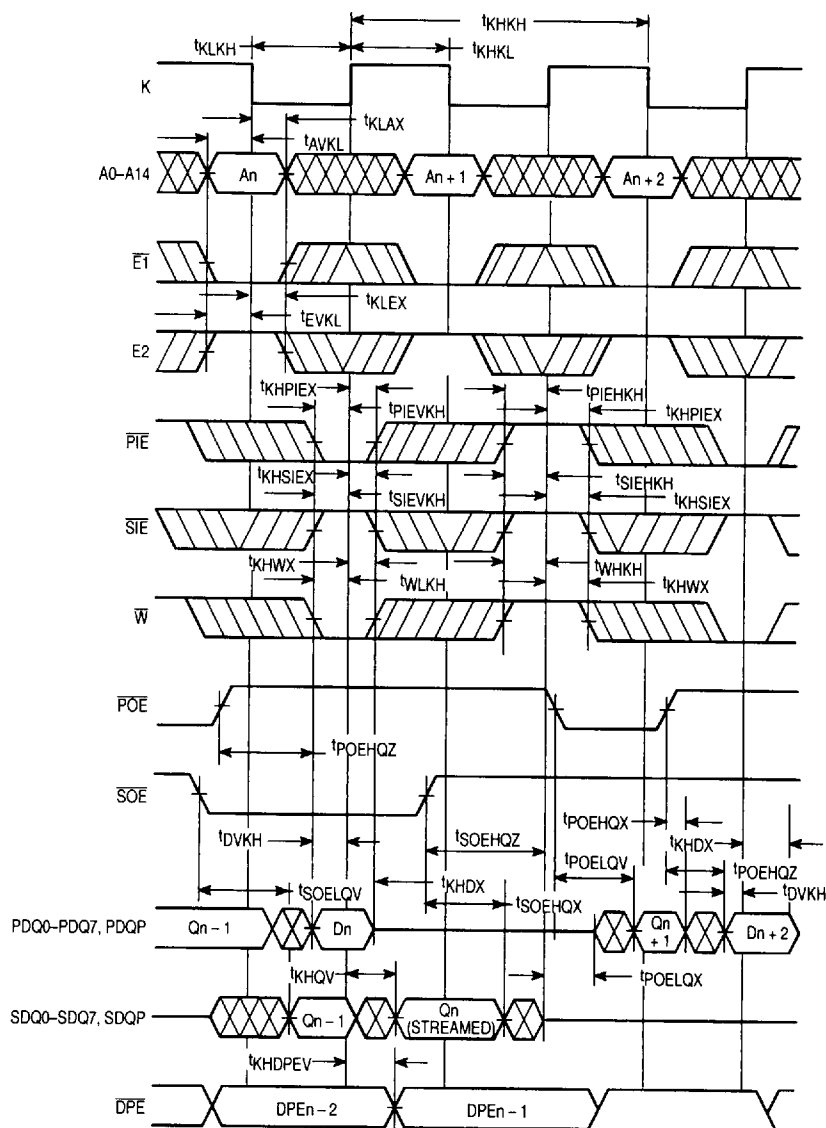 tKHKH
tKLKH
tKHKL
K
tKLAX
tAVKL
A0–A14
An
An + 1
An + 2
E1
tKLEX
tEVKL
E2
tKHPIEX
tPIEVKH
tPIEHKH
tKHPIEX
PIE
tKHSIEX
tSIEVKH
tSIEHKH
tKHSIEX
SIE
tKHWX
tWLKH
tWHKH
tKHWX
W
POE
tPOEHQZ
SOE
tDVKH
tSOEHQZ
tPOEHQX
tKHDX
tPOELQV
tPOEHQZ
tSOELQV
tKHDX
tSOEHQX
tDVKH
PDQ0–PDQ7, PDQP
Qn – 1
Dn
Qn + 1
Dn + 2
tKHQV
tPOELQX
SDQ0–SDQ7, SDQP
Qn – 1
Qn (STREAMED)
tKHDPEV
DPE
DPEn – 2
DPEn – 1